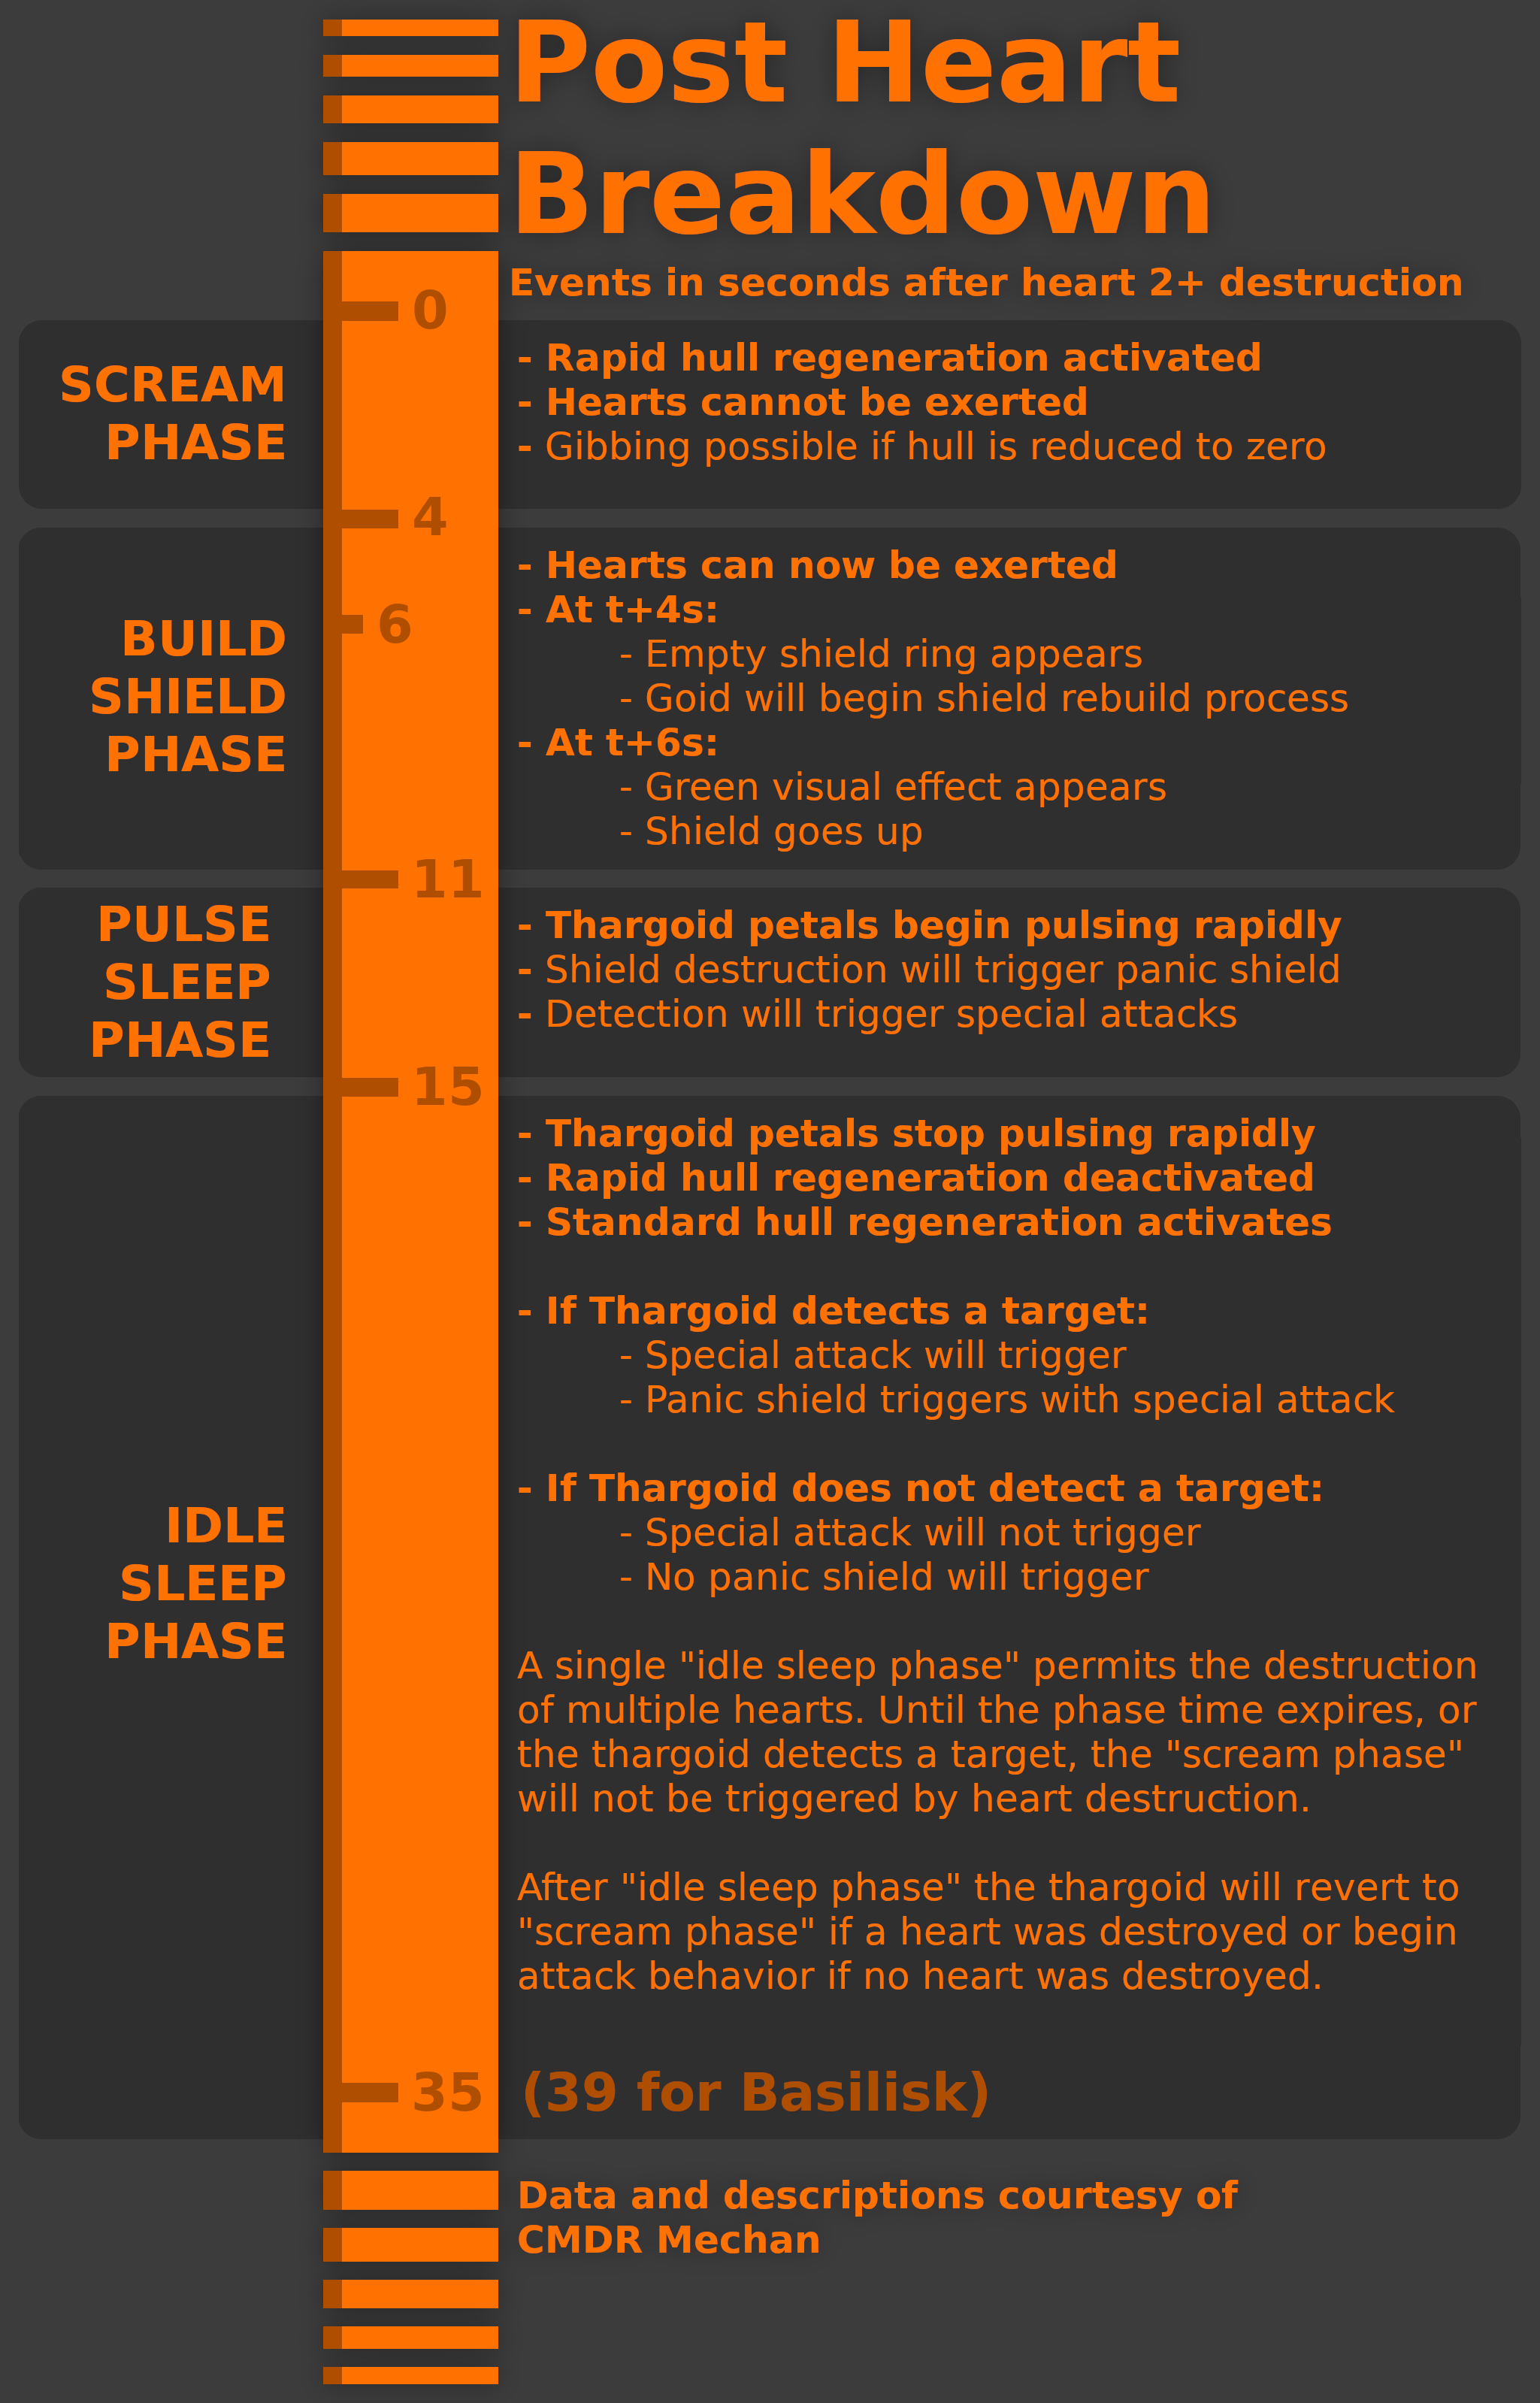 Post Heart
Breakdown
Events in seconds after heart 2+ destruction
0
SCREAM
PHASE
- Rapid hull regeneration activated
- Hearts cannot be exerted
- Gibbing possible if hull is reduced to zero
4
BUILD
SHIELD
PHASE
6
- Hearts can now be exerted
- At t+4s:
- Empty shield ring appears
- Goid will begin shield rebuild process
- At t+6s:
- Green visual effect appears
- Shield goes up
11
PULSE
SLEEP
PHASE
- Thargoid petals begin pulsing rapidly
- Shield destruction will trigger panic shield
- Detection will trigger special attacks
15
IDLE
SLEEP
PHASE
- Thargoid petals stop pulsing rapidly
- Rapid hull regeneration deactivated
- Standard hull regeneration activates
- If Thargoid detects a target:
- Special attack will trigger
- Panic shield triggers with special attack
- If Thargoid does not detect a target:
- Special attack will not trigger
- No panic shield will trigger
A single "idle sleep phase" permits the destruction
of multiple hearts. Until the phase time expires, or
the thargoid detects a target, the "scream phase"
will not be triggered by heart destruction.
After "idle sleep phase" the thargoid will revert to
"scream phase" if a heart was destroyed or begin
attack behavior if no heart was destroyed.
35 (39 for Basilisk)
Data and descriptions courtesy of
CMDR Mechan